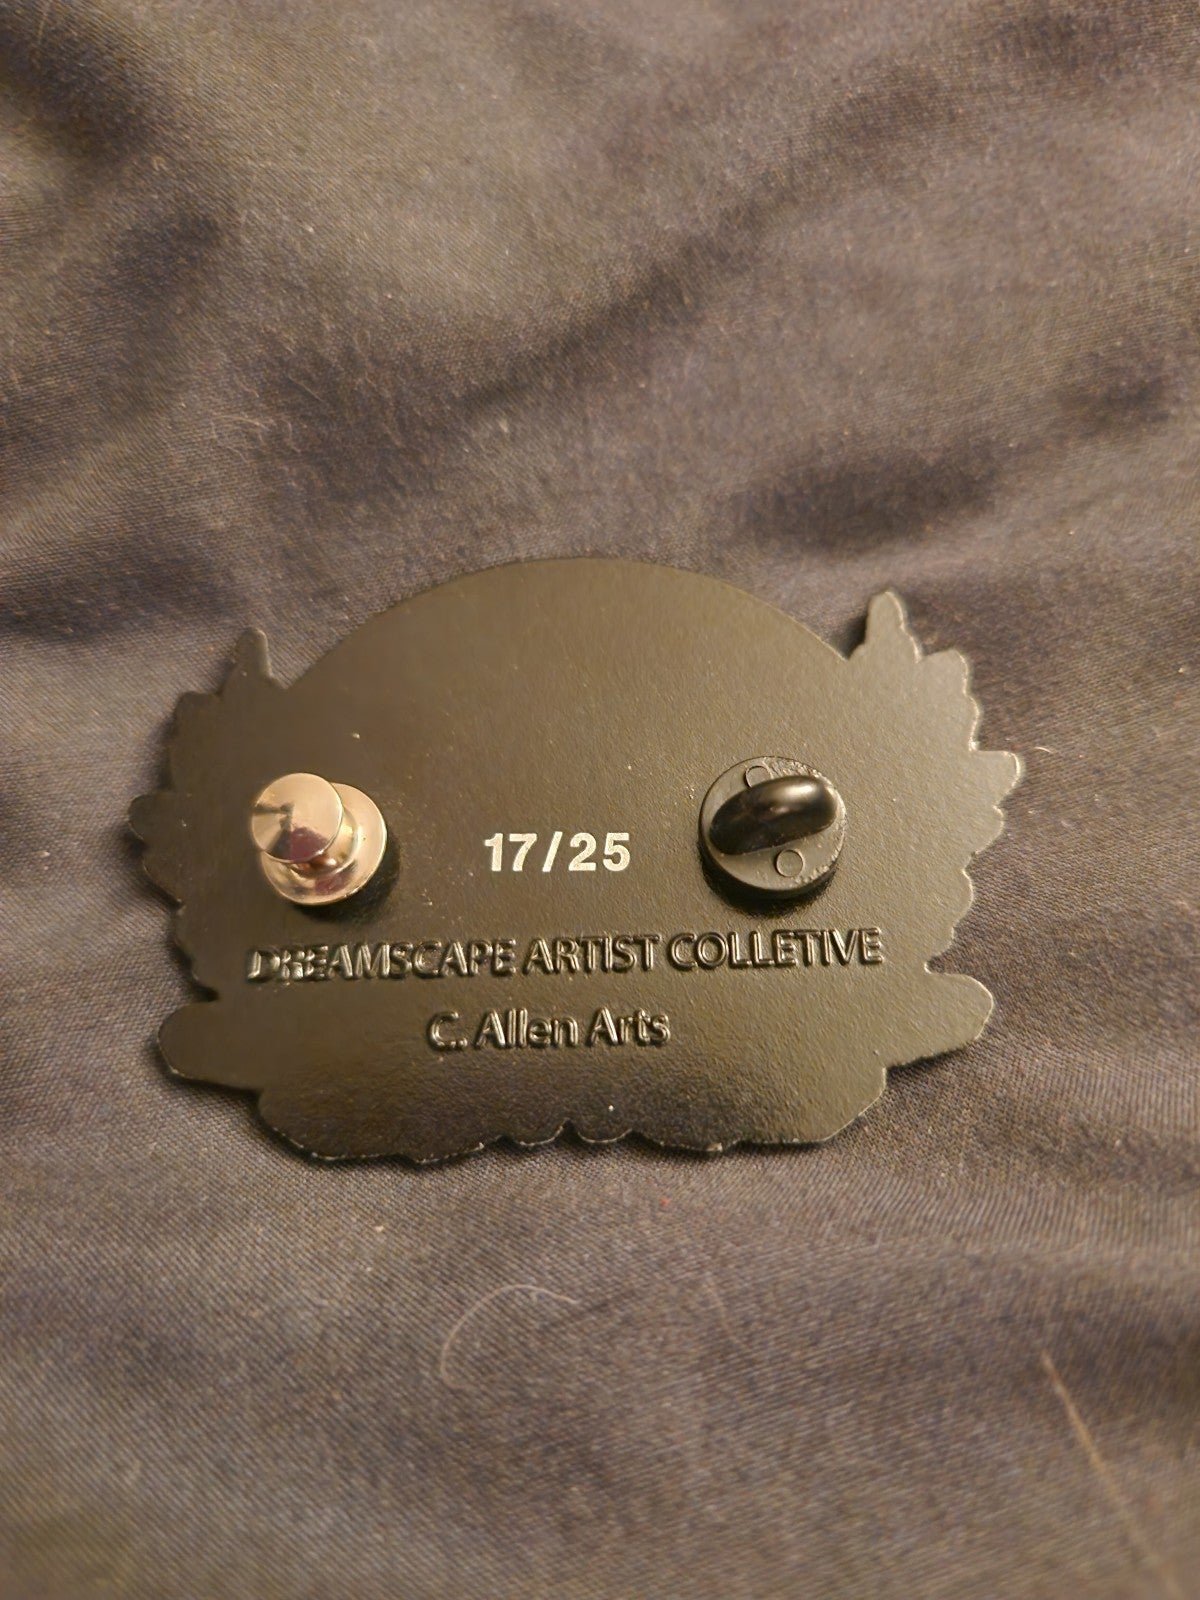 17/25
DREAMSCAPE ARTIST COLLETIVE
C. Allen Arts